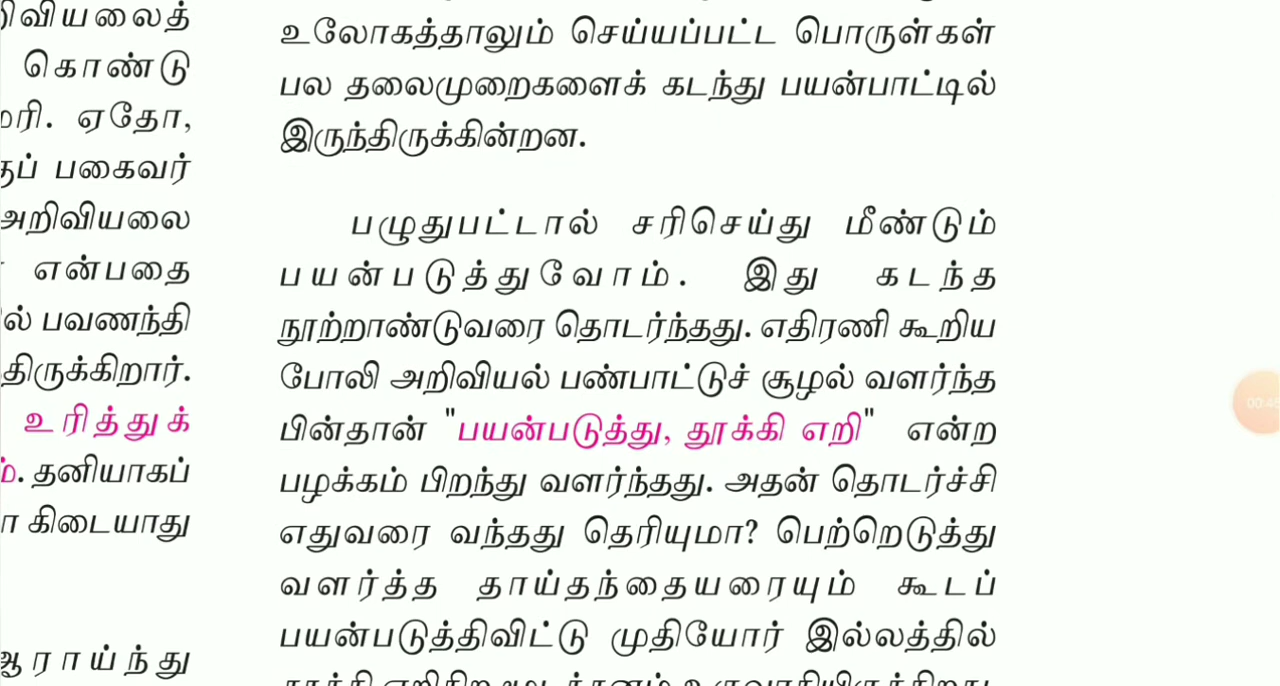 றிவியலைத்
கொண்டு
மரி. ஏதோ,
குப் பகைவர்
அறிவியலை
என்பதை
ல் பவணந்தி
திருக்கிறார்.
உரித்துக்
ம். தனியாகப்
கிடையாது
ஆராய்ந்து
உலோகத்தாலும் செய்யப்பட்ட பொருள்கள்
பல தலைமுறைகளைக் கடந்து பயன்பாட்டில்
இருந்திருக்கின்றன.
பழுதுபட்டால் சரிசெய்து மீண்டும்
பயன்படுத்துவோம். இது கடந்த
நூற்றாண்டுவரை தொடர்ந்தது. எதிரணி கூறிய
போலி அறிவியல் பண்பாட்டுச் சூழல் வளர்ந்த
பின்தான் "பயன்படுத்து, தூக்கி எறி" என்ற
பழக்கம் பிறந்து வளர்ந்தது. அதன் தொடர்ச்சி
எதுவரை வந்தது தெரியுமா? பெற்றெடுத்து
வளர்த்த தாய்தந்தையரையும் கூடப்
பயன்படுத்திவிட்டு முதியோர் இல்லத்தில்